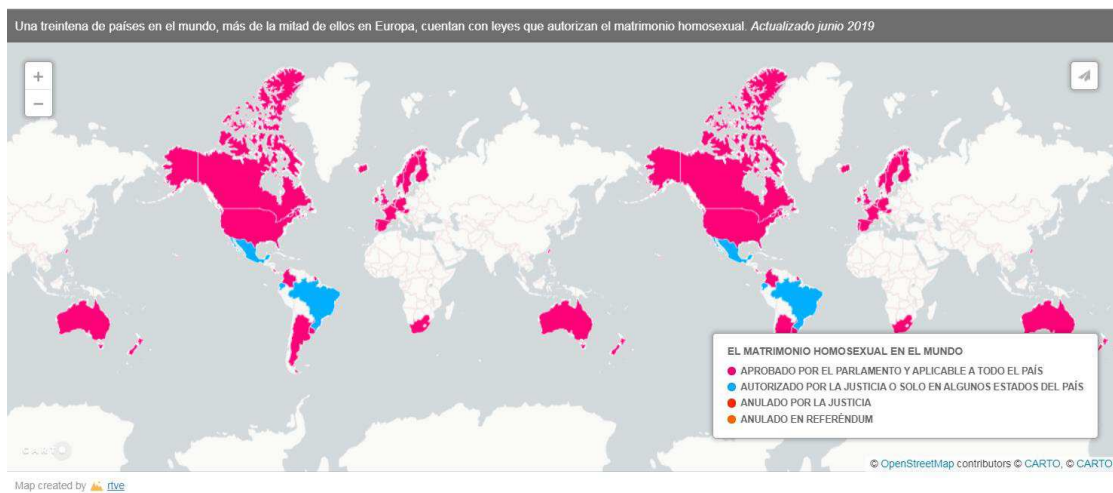 Una treintena de países en el mundo, más de la mitad de ellos en Europa, cuentan con leyes que autorizan el matrimonio homosexual. Actualizado junio 2019
+
−
EL MATRIMONIO HOMOSEXUAL EN EL MUNDO
APROBADO POR EL PARLAMENTO Y APLICABLE A TODO EL PAÍS
AUTORIZADO POR LA JUSTICIA O SOLO EN ALGUNOS ESTADOS DEL PAÍS
ANULADO POR LA JUSTICIA
ANULADO EN REFERÉNDUM
CARTO
© OpenStreetMap contributors © CARTO, © CARTO
Map created by rtve